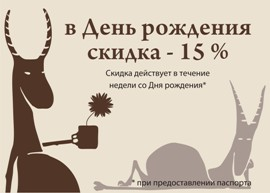 в День рождения
скидка - 15 %
Скидка действует в течение
недели со Дня рождения*
* при предоставлении паспорта